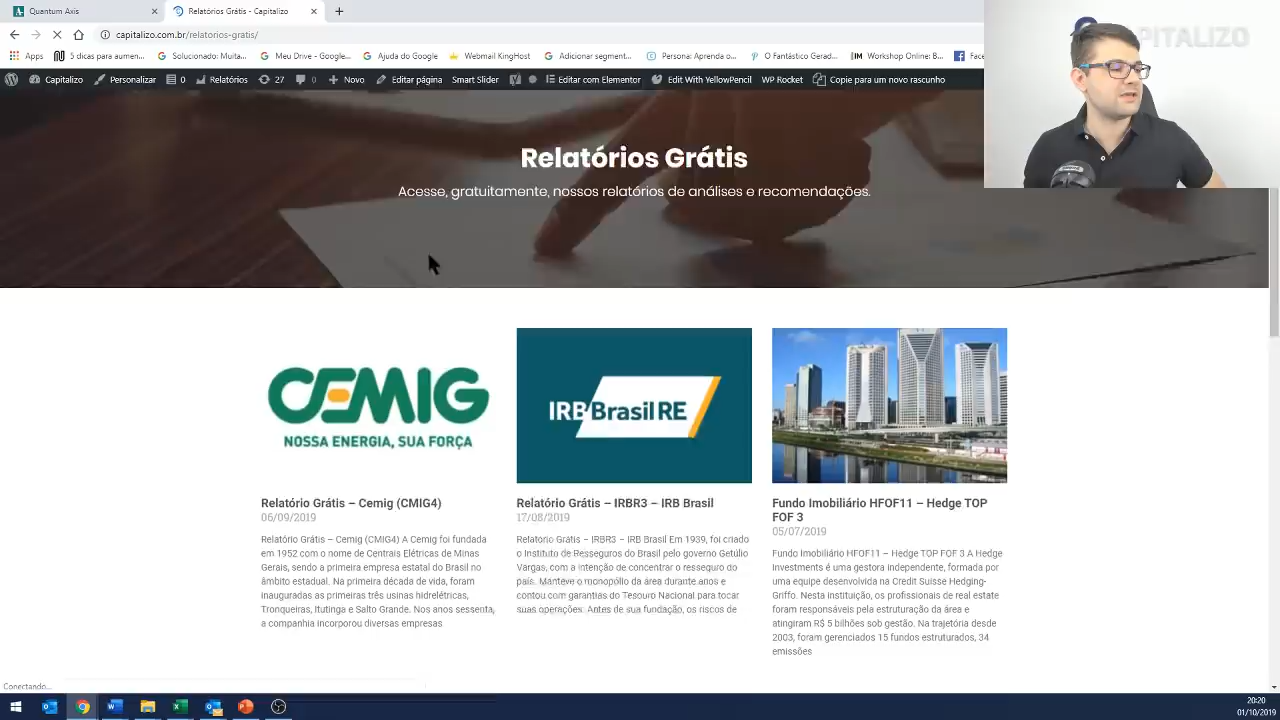 Quantum Axis
Relatórios Grátis - Capitalizo
capitalizo.com.br/relatorios-gratis/
Apps
5 dicas para aumen...
Solucionado: Muitit...
Meu Drive - Google...
Ajuda do Google
Webmail KingHost
Adicionar segment...
Persona: Aprenda o...
O Fantástico Gerad...
Workshop Online: B...
Face
Capitalizo
Personalizar
0
Relatórios
27
0
Novo
Smart Slider
Editar com Elementor
Edit With YellowPencil
WP Rocket
Copie para um novo rascunho
CAPITALIZO
Relatórios Grátis
Acesse, gratuitamente, nossos relatórios de análises e recomendações.
CEMIG
NOSSA ENERGIA, SUA FORÇA
IRBBrasil RE
Relatório Grátis – Cemig (CMIG4)
06/09/2019
Relatório Grátis – Cemig (CMIG4) A Cemig foi fundada
em 1952 com o nome de Centrais Elétricas de Minas
Gerais, sendo a primeira empresa estatal do Brasil no
âmbito estadual. Na primeira década de vida, foram
inauguradas as primeiras três usinas hidrelétricas,
Tronqueiras, Itutinga e Salto Grande. Nos anos sessenta,
a companhia incorporou diversas empresas
Relatório Grátis – IRBR3 – IRB Brasil
17/08/2019
Relatório Grátis – IRBR3 – IRB Brasil Em 1939, foi criado
o Instituto de Resseguros do Brasil pelo governo Getúlio
Vargas, com a intenção de concentrar o resseguro do
país. Manteve o monopólio da área durante anos e
contou com garantias do Tesouro Nacional para tocar
suas operações. Antes de sua fundação, os riscos de
Fundo Imobiliário HFOF11 – Hedge TOP
FOF 3
05/07/2019
Fundo Imobiliário HFOF11 – Hedge TOP FOF 3 A Hedge
Investments é uma gestora independente, formada por
uma equipe desenvolvida na Credit Suisse Hedging-
Griffo. Nesta instituição, os profissionais de real estate
foram responsáveis pela estruturação da área e
atingiram R$ 5 bilhões sob gestão. Na trajetória desde
2003, foram gerenciados 15 fundos estruturados, 34
emissões
Conectando...
20:20
01/10/2019